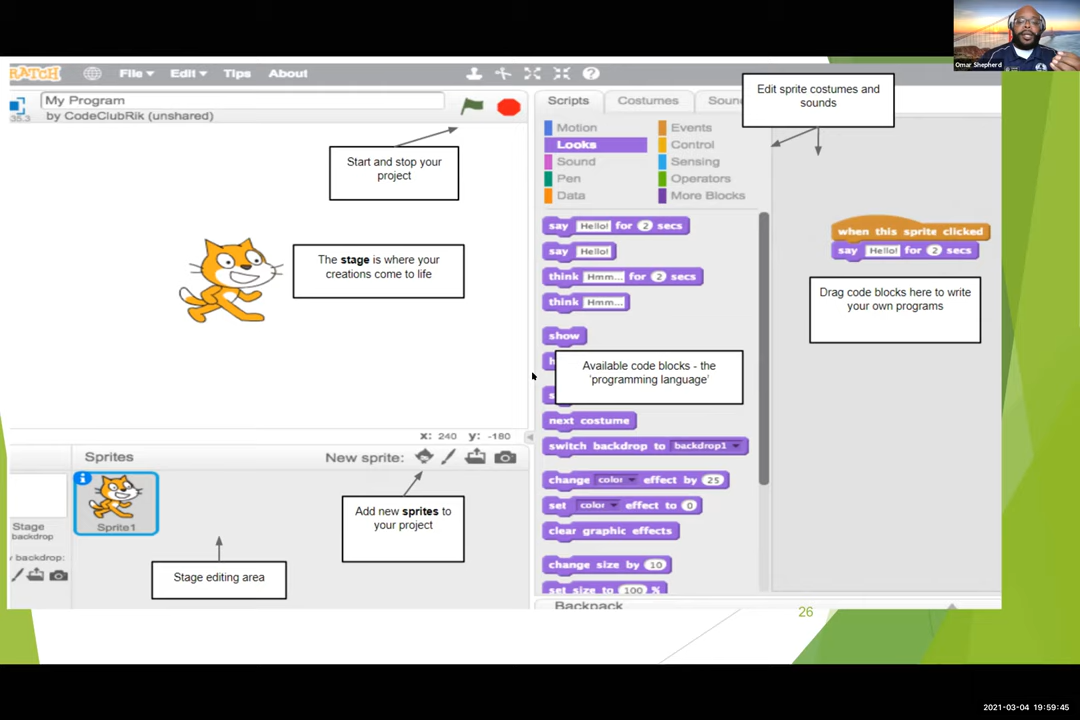 Omar Shepherd
File Edit Tips About
My Program
by CodeClubRik (unshared)
Scripts Costumes
Edit sprite costumes and
sounds
Start and stop your
project
Motion Events
Looks Control
Sound Sensing
Pen Operators
Data More Blocks
The stage is where your
creations come to life
say Hello! for 2 secs
say Hello!
think Hmm... for 2 secs
think Hmm...
show
Available code blocks - the
'programming language'
next costume
switch backdrop to backdrop1
change color effect by 25
set color effect to 0
clear graphic effects
change size by 10
set size to 100 %
Backpack
when this sprite clicked
say Hello! for 2 secs
Drag code blocks here to write
your own programs
x: 240 y: -180
Sprites New sprite:
Sprite1
Stage
backdrop
backdrop:
Add new sprites to
your project
Stage editing area
26
2021-03-04 19:59:45